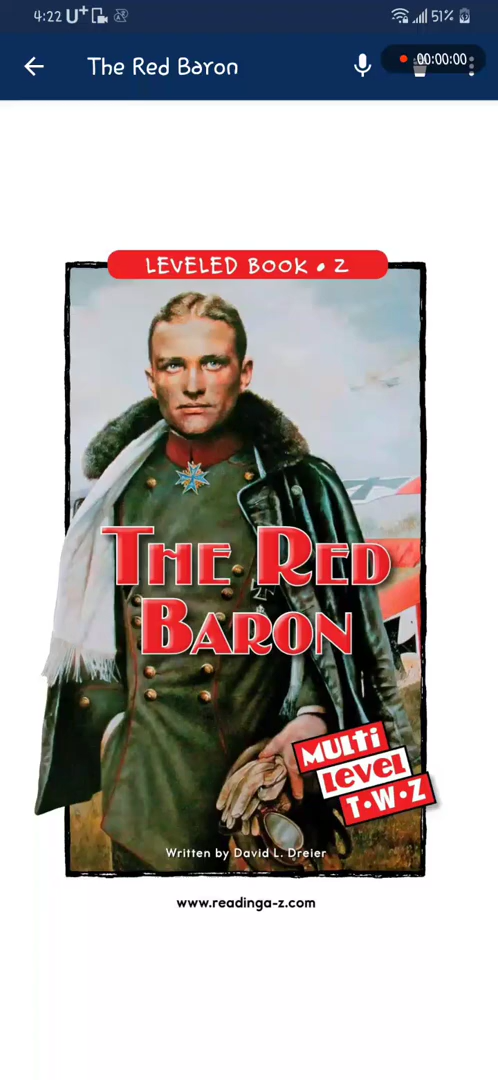 4:22 U+ 51%
The Red Baron 00:00:00
LEVELED BOOK • Z
THE RED
BARON
MULTI
level
T•W•Z
Written by David L. Dreier
www.readinga-z.com